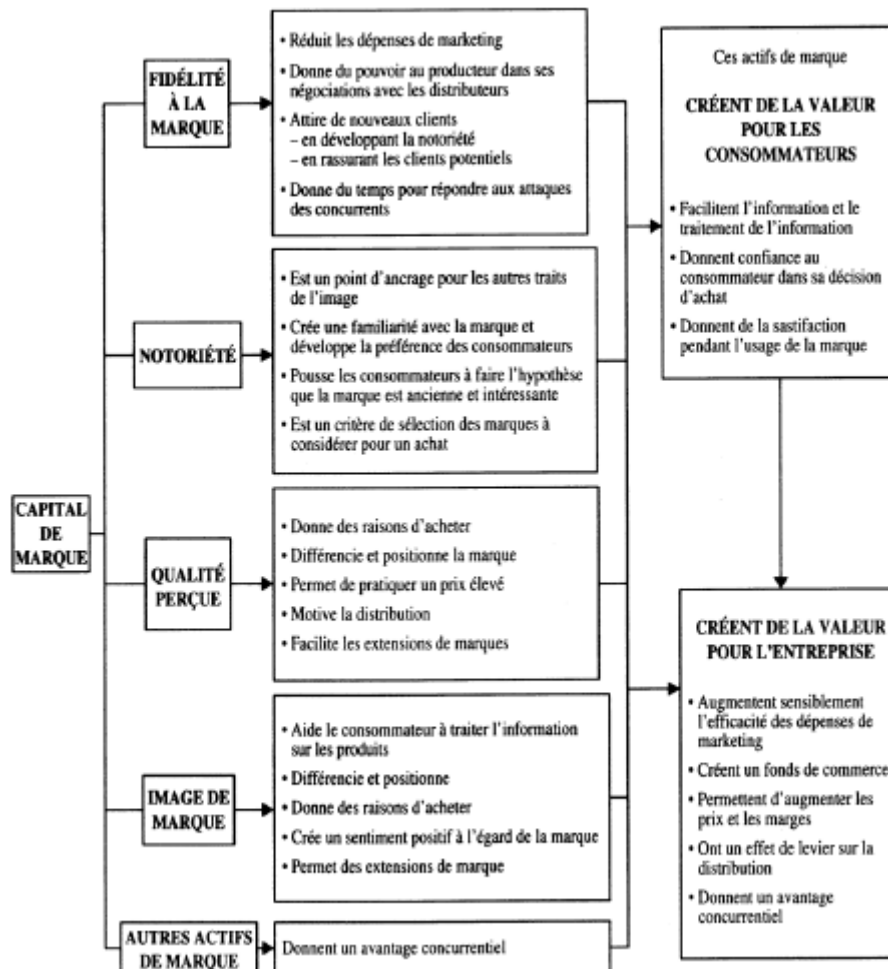 CAPITAL
DE
MARQUE
FIDÉLITÉ
À LA
MARQUE
• Réduit les dépenses de marketing
• Donne du pouvoir au producteur dans ses
négociations avec les distributeurs
• Attire de nouveaux clients
– en développant la notoriété
– en rassurant les clients potentiels
• Donne du temps pour répondre aux attaques
des concurrents
NOTORIÉTÉ
• Est un point d'ancrage pour les autres traits
de l'image
• Crée une familiarité avec la marque et
développe la préférence des consommateurs
• Pousse les consommateurs à faire l'hypothèse
que la marque est ancienne et intéressante
• Est un critère de sélection des marques à
considérer pour un achat
QUALITÉ
PERÇUE
• Donne des raisons d'acheter
• Différencie et positionne la marque
• Permet de pratiquer un prix élevé
• Motive la distribution
• Facilite les extensions de marques
IMAGE DE
MARQUE
• Aide le consommateur à traiter l'information
sur les produits
• Différencie et positionne
• Donne des raisons d'acheter
• Crée un sentiment positif à l'égard de la marque
• Permet des extensions de marque
AUTRES ACTIFS
DE MARQUE
Donnent un avantage concurrentiel
Ces actifs de marque
CRÉENT DE LA VALEUR
POUR LES
CONSOMMATEURS
• Facilitent l'information et le
traitement de l'information
• Donnent confiance au
consommateur dans sa décision
d'achat
• Donnent de la sastifaction
pendant l'usage de la marque
CRÉENT DE LA VALEUR
POUR L'ENTREPRISE
• Augmentent sensiblement
l'efficacité des dépenses de
marketing
• Créent un fonds de commerce
• Permettent d'augmenter les
prix et les marges
• Ont un effet de levier sur la
distribution
• Donnent un avantage
concurrentiel